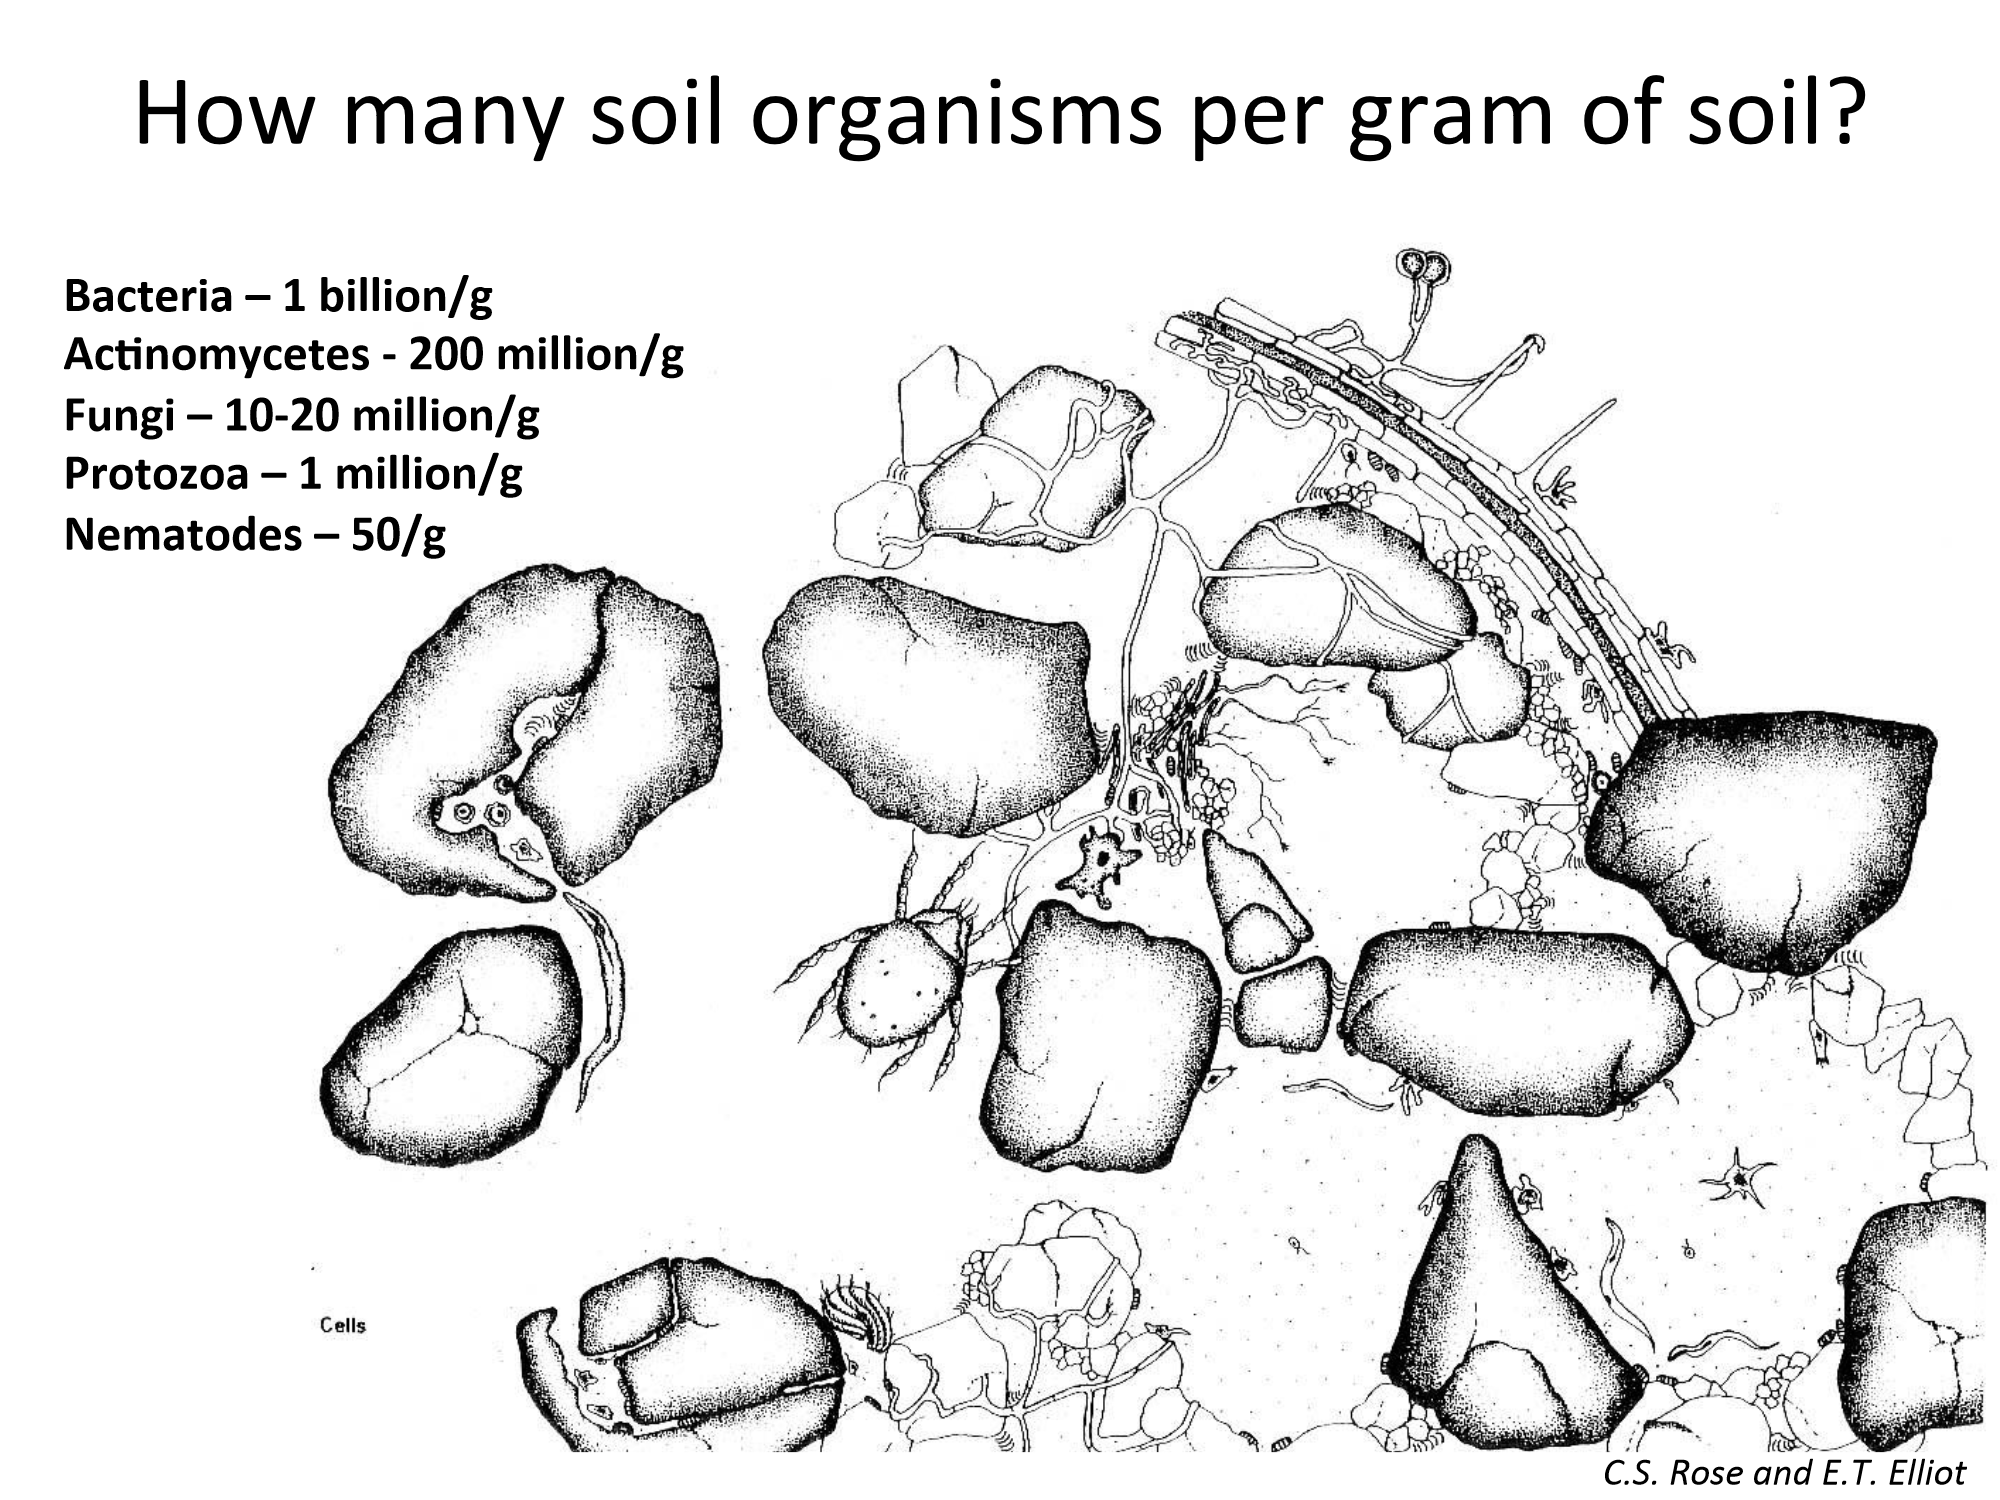 How many soil organisms per gram of soil?
Bacteria – 1 billion/g
Actinomycetes - 200 million/g
Fungi – 10-20 million/g
Protozoa – 1 million/g
Nematodes – 50/g
Cells
C.S. Rose and E.T. Elliot